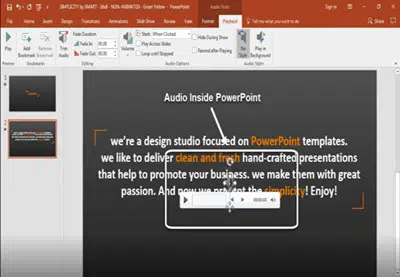 SIMPLICITY by SMART - 16x9 - NON-ANIMATED - Great Yellow - PowerPoint
Audio Tools
Sign in
File Home Insert Design Transitions Animations Slide Show Review View Format Playback Tell me what you want to do
Play
Add Bookmark
Remove Bookmark
Trim Audio
Fade Duration
Fade In: 00.00
Fade Out: 00.00
Volume
Start: When Clicked
Play Across Slides
Loop until Stopped
Hide During Show
Rewind after Playing
No Style
Play in Background
Preview Bookmarks Editing Audio Options Audio Styles
1
2
Audio Inside PowerPoint
we're a design studio focused on PowerPoint templates.
we like to deliver clean and fresh hand-crafted presentations
that help to promote your business. we make them with great
passion. And now we present the simplicity! Enjoy!
00:00.00